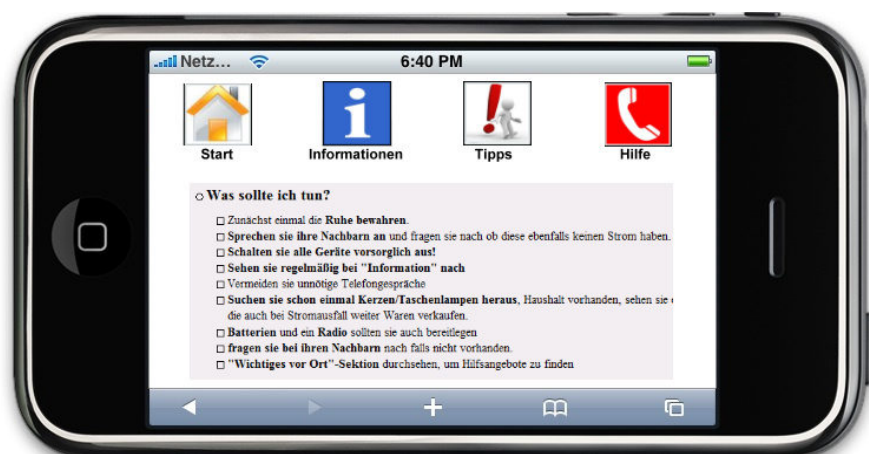 Netz... 6:40 PM
Start Informationen Tipps Hilfe
Was sollte ich tun?
Zunächst einmal die Ruhe bewahren.
Sprechen sie ihre Nachbarn an und fragen sie nach ob diese ebenfalls keinen Strom haben.
Schalten sie alle Geräte vorsorglich aus!
Sehen sie regelmäßig bei "Information" nach
Vermeiden sie unnötige Telefongespräche
Suchen sie schon einmal Kerzen/Taschenlampen heraus, Haushalt vorhanden, sehen sie
die auch bei Stromausfall weiter Waren verkaufen.
Batterien und ein Radio sollten sie auch bereitlegen
fragen sie bei ihren Nachbarn nach falls nicht vorhanden.
"Wichtiges vor Ort"-Sektion durchsehen, um Hilfsangebote zu finden